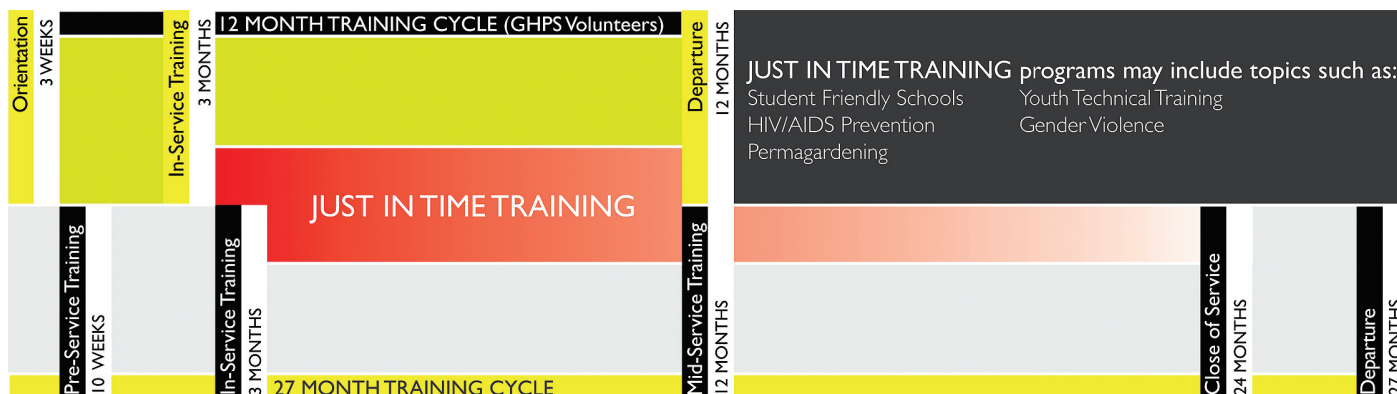 Orientation
3 WEEKS
In-Service Training
3 MONTHS
12 MONTH TRAINING CYCLE (GHPS Volunteers)
Departure
12 MONTHS
JUST IN TIME TRAINING programs may include topics such as:
Student Friendly Schools
HIV/AIDS Prevention
Permagardening
Youth Technical Training
Gender Violence
JUST IN TIME TRAINING
Pre-Service Training
10 WEEKS
In-Service Training
3 MONTHS
27 MONTH TRAINING CYCLE
Mid-Service Training
12 MONTHS
Close of Service
24 MONTHS
Departure
27 MONTHS